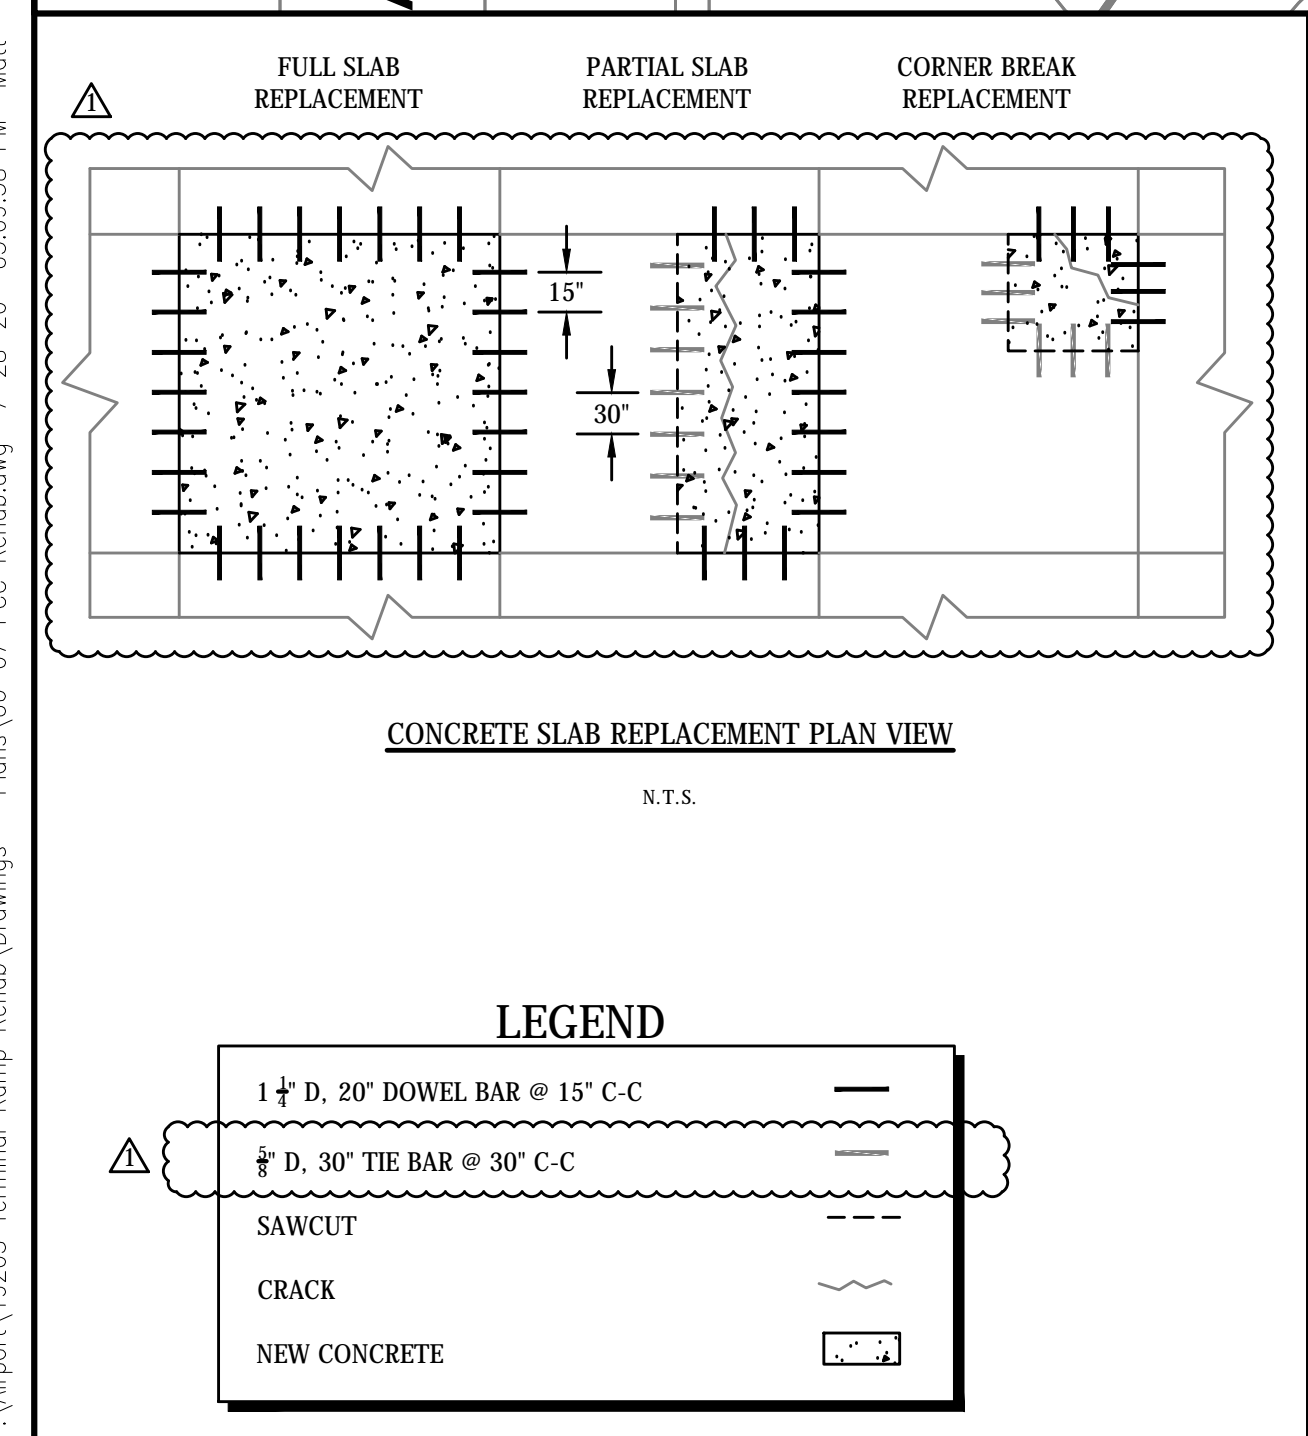 FULL SLAB
REPLACEMENT
PARTIAL SLAB
REPLACEMENT
CORNER BREAK
REPLACEMENT
1
15"
30"
CONCRETE SLAB REPLACEMENT PLAN VIEW
N.T.S.
LEGEND
1 1/4" D, 20" DOWEL BAR @ 15" C-C
1
5/8" D, 30" TIE BAR @ 30" C-C
SAWCUT
CRACK
NEW CONCRETE